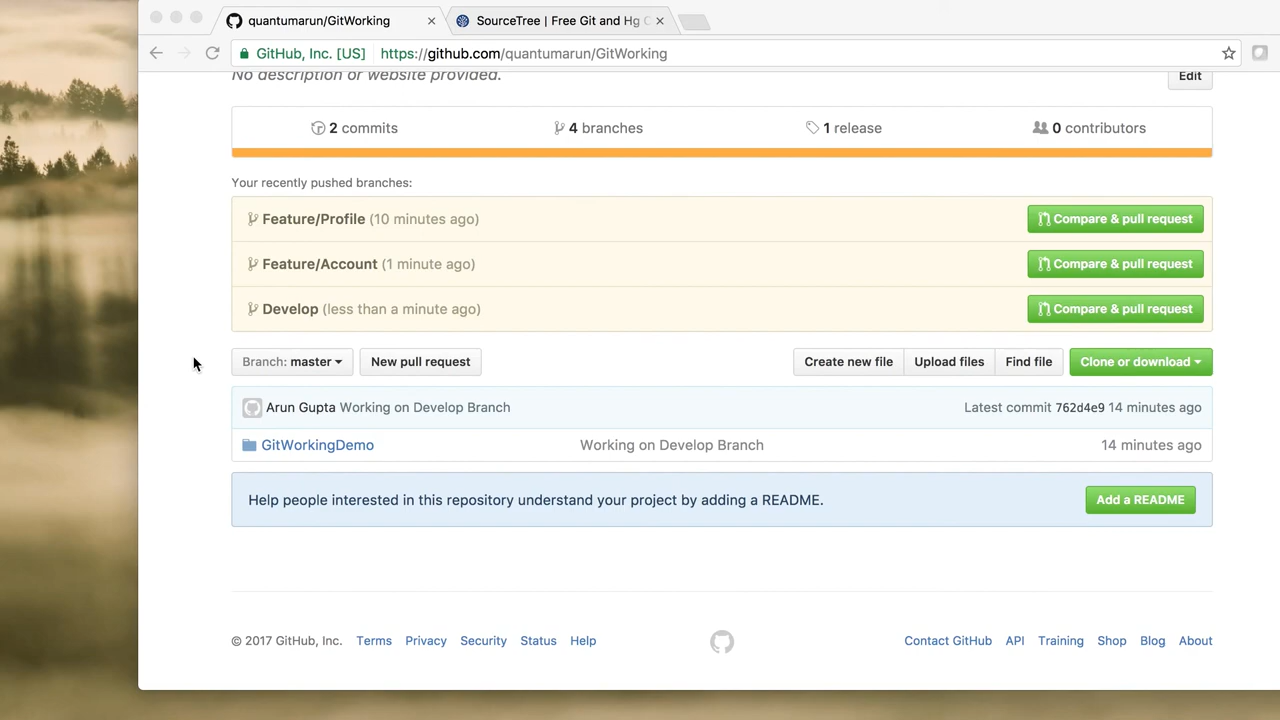 quantumarun/GitWorking
SourceTree | Free Git and Hg C
GitHub, Inc. [US] https://github.com/quantumarun/GitWorking
No description or website provided. Edit
2 commits 4 branches 1 release 0 contributors
Your recently pushed branches:
Feature/Profile (10 minutes ago) Compare & pull request
Feature/Account (1 minute ago) Compare & pull request
Develop (less than a minute ago) Compare & pull request
Branch: master New pull request Create new file Upload files Find file Clone or download
Arun Gupta Working on Develop Branch Latest commit 762d4e9 14 minutes ago
GitWorkingDemo Working on Develop Branch 14 minutes ago
Help people interested in this repository understand your project by adding a README. Add a README
© 2017 GitHub, Inc. Terms Privacy Security Status Help Contact GitHub API Training Shop Blog About